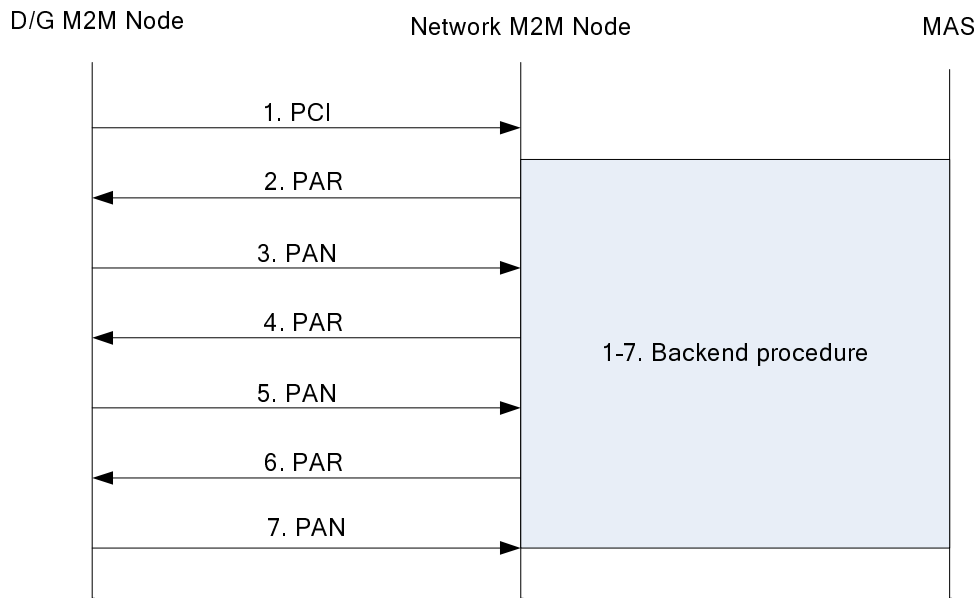 D/G M2M Node
Network M2M Node
MAS
1. PCI
2. PAR
3. PAN
4. PAR
1-7. Backend procedure
5. PAN
6. PAR
7. PAN